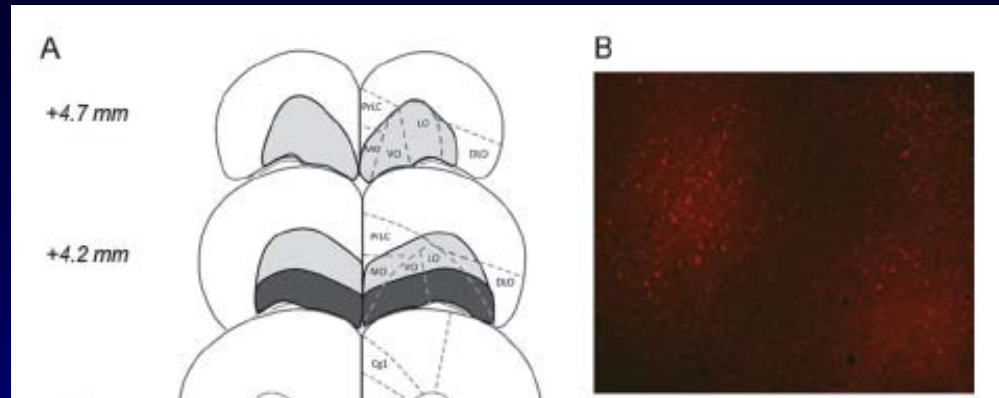 A
B
+4.7 mm
PrLC
LO
MO
VO
DLO
+4.2 mm
PrLC
LO
MO
VO
DLO
Cg1